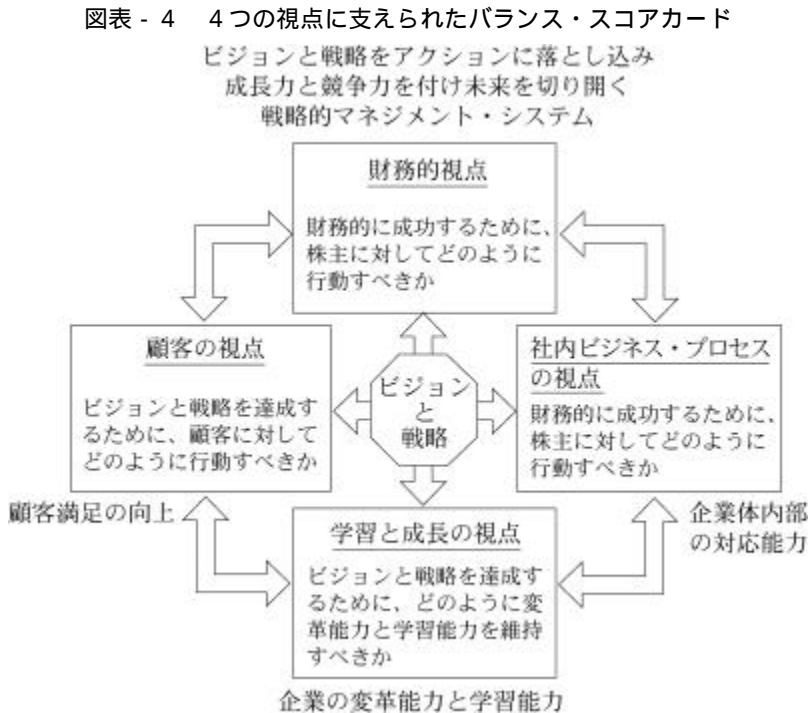 図表 - 4　４つの視点に支えられたバランス・スコアカード
ビジョンと戦略をアクションに落とし込み
成長力と競争力を付け未来を切り開く
戦略的マネジメント・システム
財務的視点
財務的に成功するために、
株主に対してどのように
行動すべきか
顧客の視点
ビジョンと戦略を達成す
るために、顧客に対して
どのように行動すべきか
ビジョン
と
戦略
社内ビジネス・プロセス
の視点
財務的に成功するために、
株主に対してどのように
行動すべきか
顧客満足の向上
企業体内部
の対応能力
学習と成長の視点
ビジョンと戦略を達成す
るために、どのように変
革能力と学習能力を維持
すべきか
企業の変革能力と学習能力